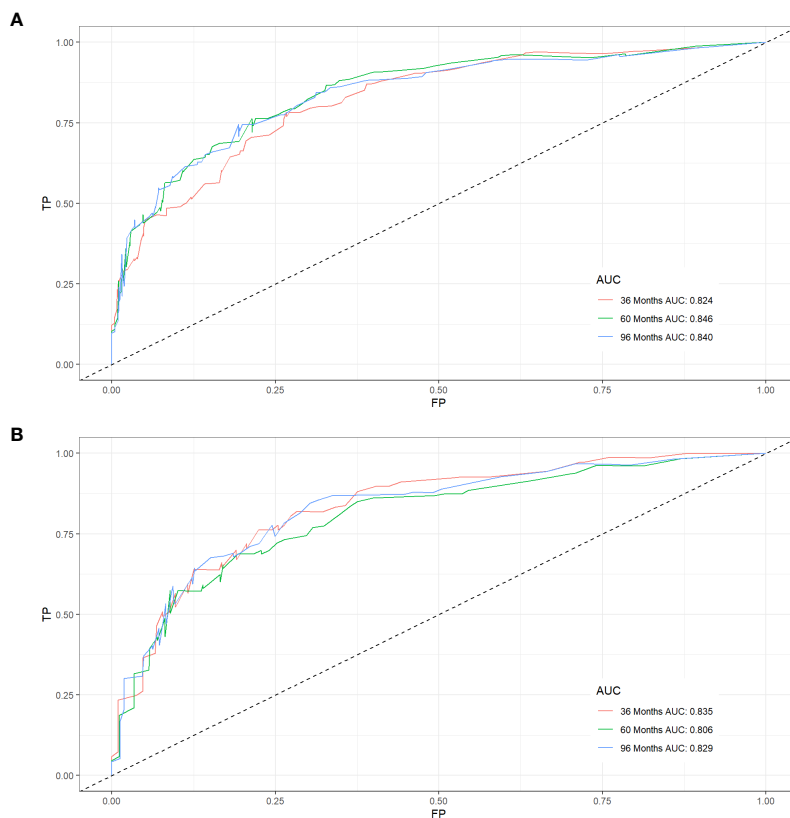 A
1.00
0.75
0.50
0.25
0.00
TP
AUC
36 Months AUC: 0.824
60 Months AUC: 0.846
96 Months AUC: 0.840
0.00 0.25 0.50 0.75 1.00
FP
B
1.00
0.75
0.50
0.25
0.00
TP
AUC
36 Months AUC: 0.835
60 Months AUC: 0.806
96 Months AUC: 0.829
0.00 0.25 0.50 0.75 1.00
FP